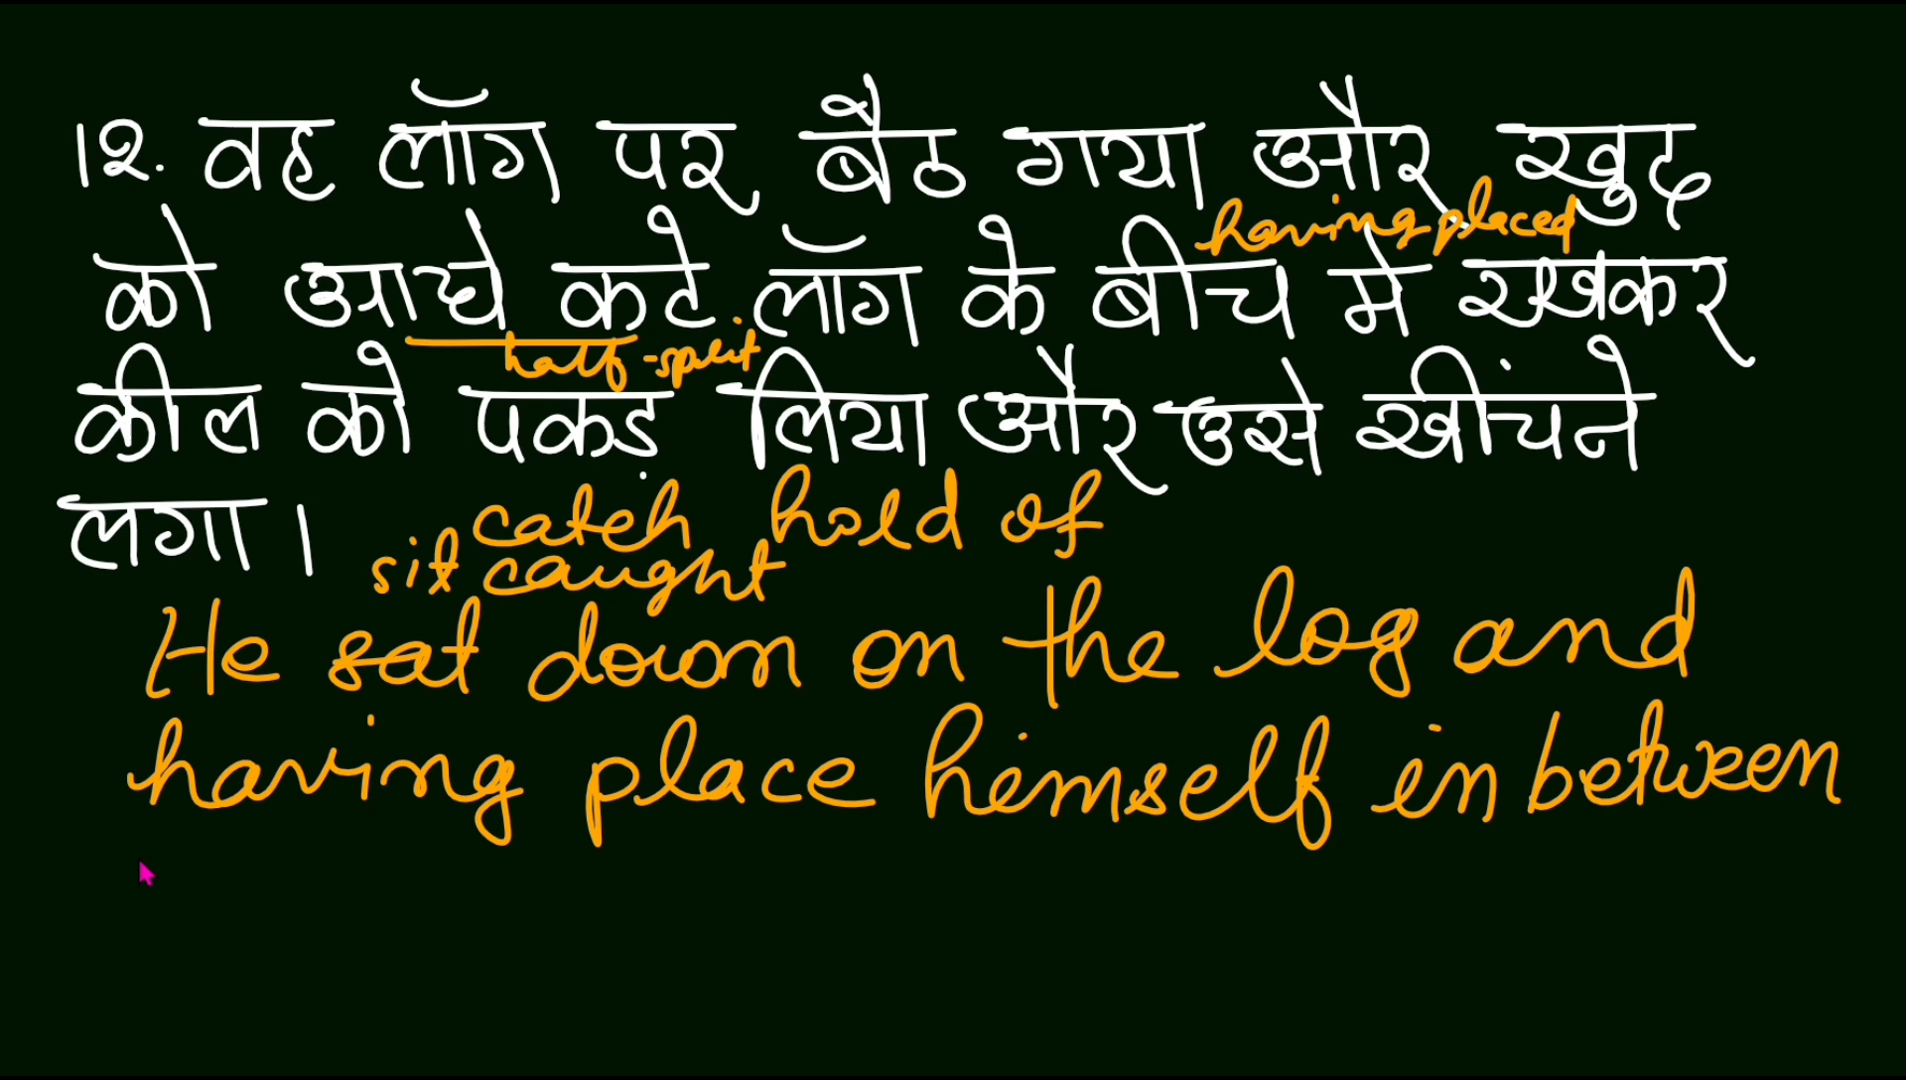 12. वह लॉग पर बैठ गया और खुद
having placed
को आधे कटे लॉग के बीच में रखकर
half-split
कील को पकड़ लिया और उसे खींचने
लगा।
catch hold of
sit caught
He sat down on the log and
having place himself in between